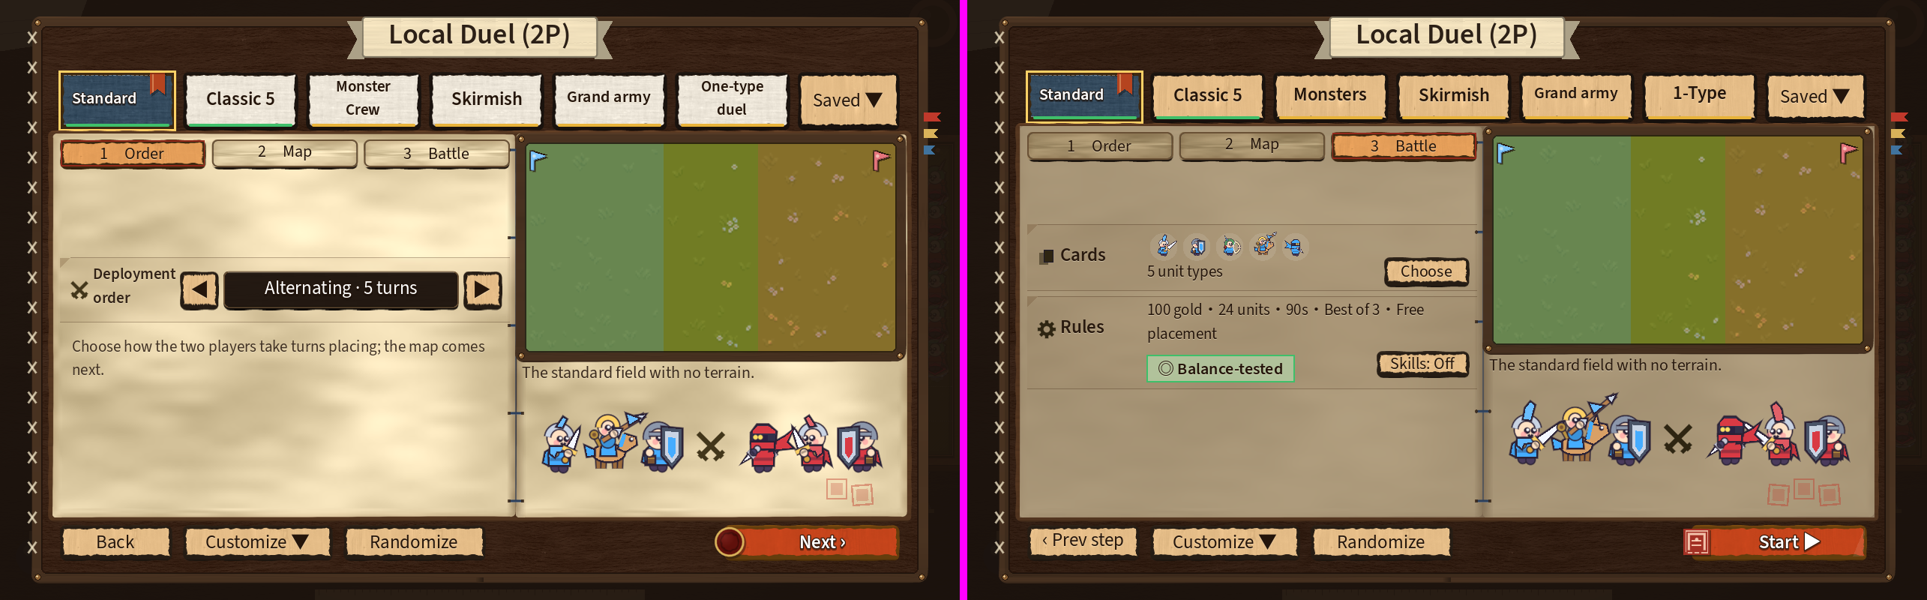 Local Duel (2P)
Standard
Classic 5
Monster
Crew
Skirmish
Grand army
One-type
duel
Saved ▼
1 Order
2 Map
3 Battle
Deployment
order
◀
Alternating · 5 turns
▶
Choose how the two players take turns placing; the map comes
next.
The standard field with no terrain.
Back
Customize ▼
Randomize
Next ›
Local Duel (2P)
Standard
Classic 5
Monsters
Skirmish
Grand army
1-Type
Saved ▼
1 Order
2 Map
3 Battle
Cards
5 unit types
Choose
Rules
100 gold • 24 units • 90s • Best of 3 • Free
placement
◎ Balance-tested
Skills: Off
The standard field with no terrain.
‹ Prev step
Customize ▼
Randomize
Start ▶